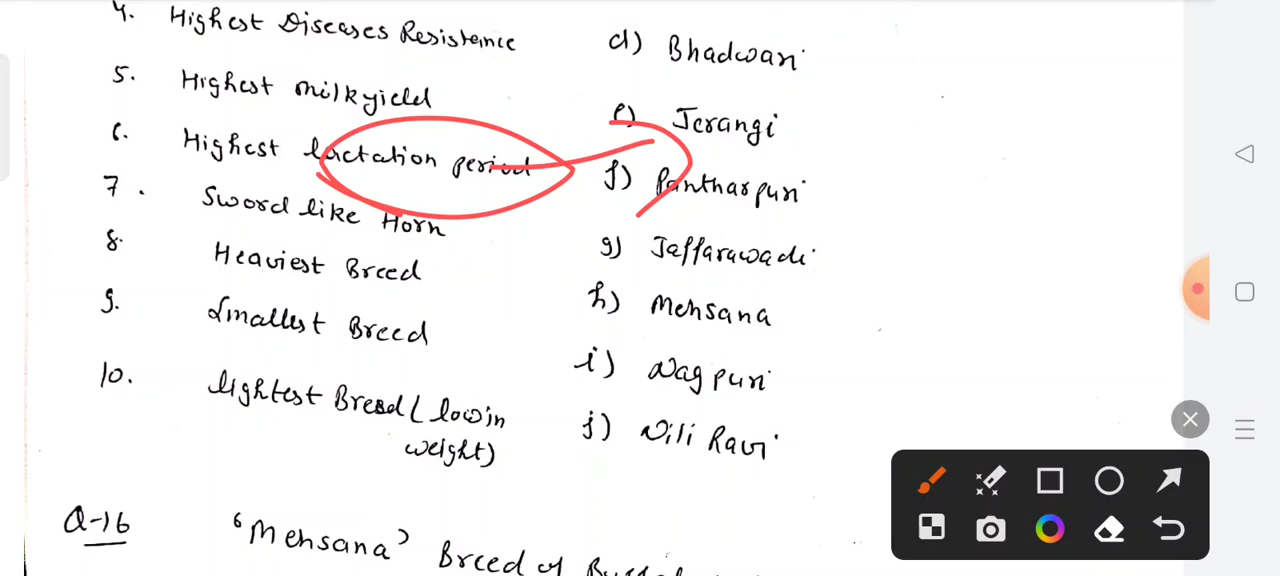 4. Highest Diseases Resistence d) Bhadwari
5. Highest milkyield e) Jerangi
6. Highest lactation period f) Pantharpuri
7. Sword like Horn g) Jaffarawadi
8. Heaviest Breed h) Mehsana
9. Smallest Breed i) Nagpuri
10. lightest Breed (low in weight) j) Nili Ravi
Q-16 "Mehsana" Breed of